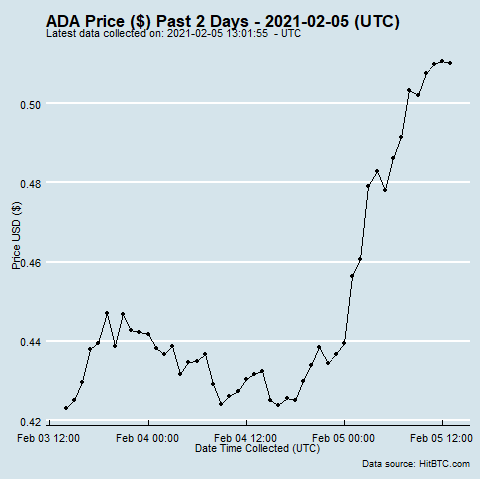 ADA Price ($) Past 2 Days - 2021-02-05 (UTC)
Latest data collected on: 2021-02-05 13:01:55 - UTC
Price USD ($)
0.50
0.48
0.46
0.44
0.42
Feb 03 12:00 Feb 04 00:00 Feb 04 12:00 Feb 05 00:00 Feb 05 12:00
Date Time Collected (UTC)
Data source: HitBTC.com